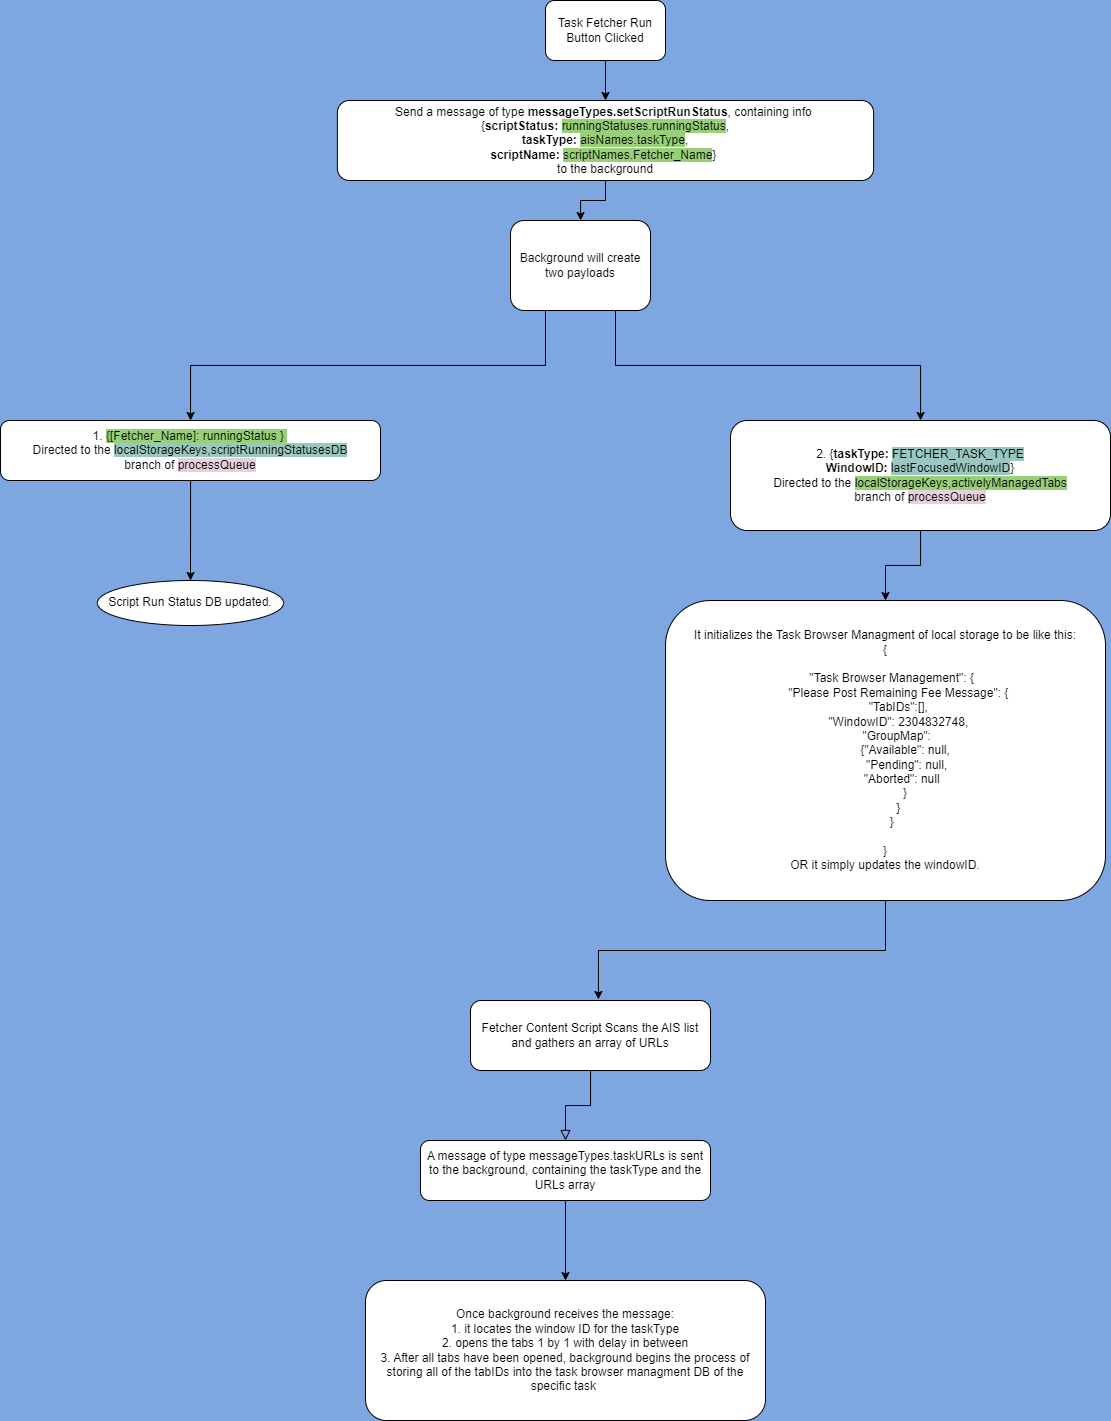 Task Fetcher Run
Button Clicked
Send a message of type messageTypes.setScriptRunStatus, containing info
{scriptStatus: runningStatuses.runningStatus,
taskType: aisNames.taskType,
scriptName: scriptNames.Fetcher_Name}
to the background
Background will create
two payloads
1. {[Fetcher_Name]: runningStatus }
Directed to the localStorageKeys,scriptRunningStatusesDB
branch of processQueue
2. {taskType: FETCHER_TASK_TYPE
WindowID: lastFocusedWindowID}
Directed to the localStorageKeys,activelyManagedTabs
branch of processQueue
Script Run Status DB updated.
It initializes the Task Browser Managment of local storage to be like this:
{
"Task Browser Management": {
"Please Post Remaining Fee Message": {
"TabIDs":[],
"WindowID": 2304832748,
"GroupMap":
{"Available": null,
"Pending": null,
"Aborted": null
}
}
}
}
OR it simply updates the windowID.
Fetcher Content Script Scans the AIS list
and gathers an array of URLs
A message of type messageTypes.taskURLs is sent
to the background, containing the taskType and the
URLs array
Once background receives the message:
1. it locates the window ID for the taskType
2. opens the tabs 1 by 1 with delay in between
3. After all tabs have been opened, background begins the process of
storing all of the tabIDs into the task browser managment DB of the
specific task